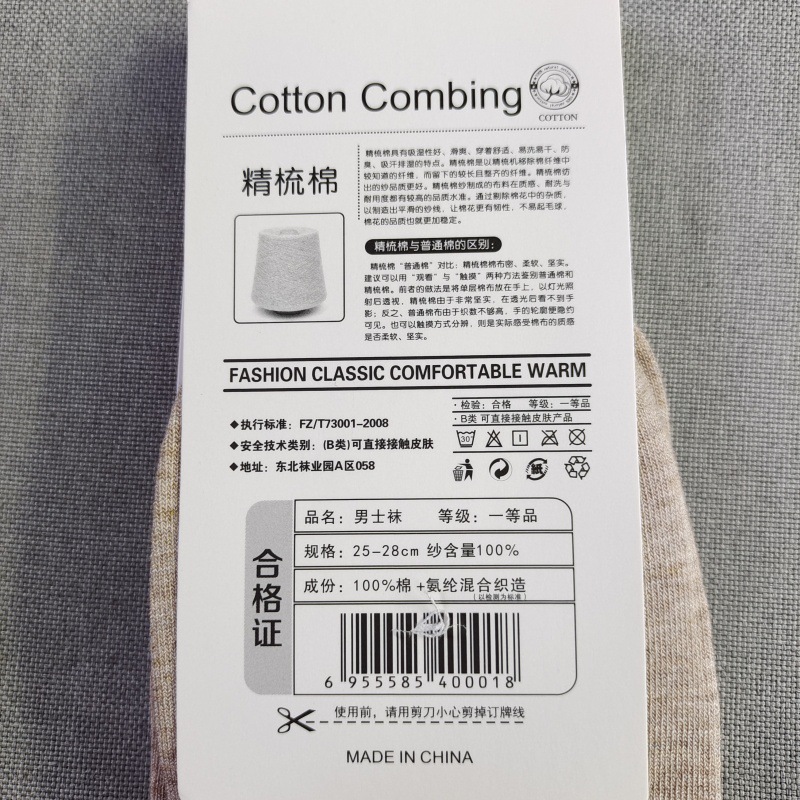 Cotton Combing
COTTON
精梳棉
精梳棉具有吸湿性好、滑爽、穿着舒适、易洗易干、防
臭、吸汗排湿的特点。精梳棉是以精梳机移除棉纤维中
较知道的纤维、而留下的较长且整齐的纤维。精梳棉纺
出的纱品质更好。精梳棉纱制成的布料在质感、耐洗与
耐用度都有较高的品质水准。通过剔除棉花中的杂质，
以制造出平滑的纱线，让棉花更有韧性，不易起毛球，
棉花的品质也就更加稳定。
精梳棉与普通棉的区别：
精梳棉“普通棉”对比：精梳棉棉布密、柔软、坚实。
建议可以用“观看”与“触摸”两种方法鉴别普通棉和
精梳棉。前者的做法是将单层棉布放在手上，以灯光照
射后透视，精梳棉由于非常坚实，在透光后看不到手
影；反之、普通棉布由于织数不够高，手的轮廓便隐约
可见。也可以触摸方式分辨，则是实际感受棉布的质感
是否柔软、坚实。
FASHION CLASSIC COMFORTABLE WARM
◆执行标准：FZ/T73001-2008
◆安全技术类别：(B类)可直接接触皮肤
◆地址：东北袜业园A区058
·检验：合格 等级：一等品
·B类 可直接接触皮肤产品
30
紙
合格证
品名：男士袜 等级：一等品
规格：25-28cm 纱含量100%
成份：100%棉+氨纶混合织造
（以检测为标准）
6 955585 400018
使用前，请用剪刀小心剪掉订牌线
MADE IN CHINA